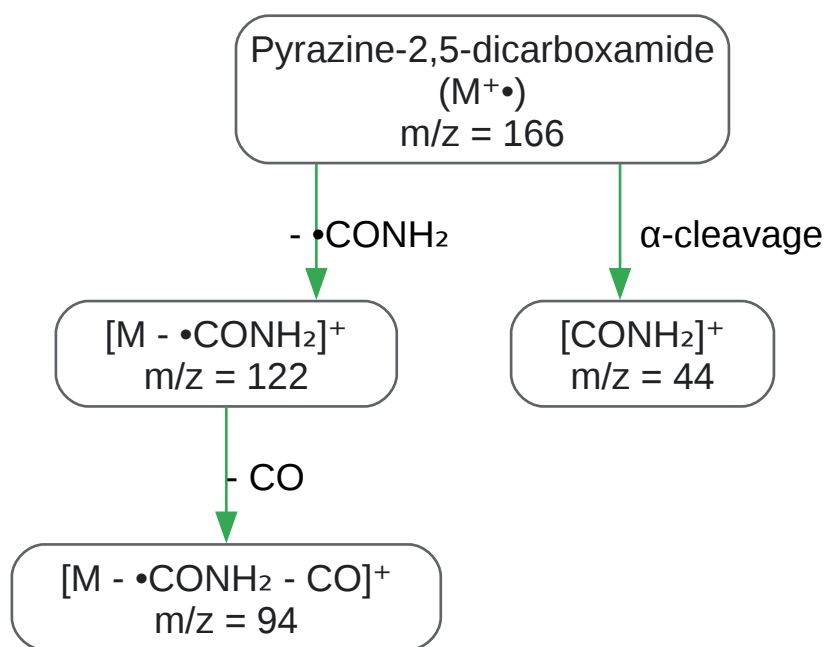 Pyrazine-2,5-dicarboxamide
(M⁺•)
m/z = 166
- •CONH₂
α-cleavage
[M - •CONH₂]⁺
m/z = 122
[CONH₂]⁺
m/z = 44
- CO
[M - •CONH₂ - CO]⁺
m/z = 94